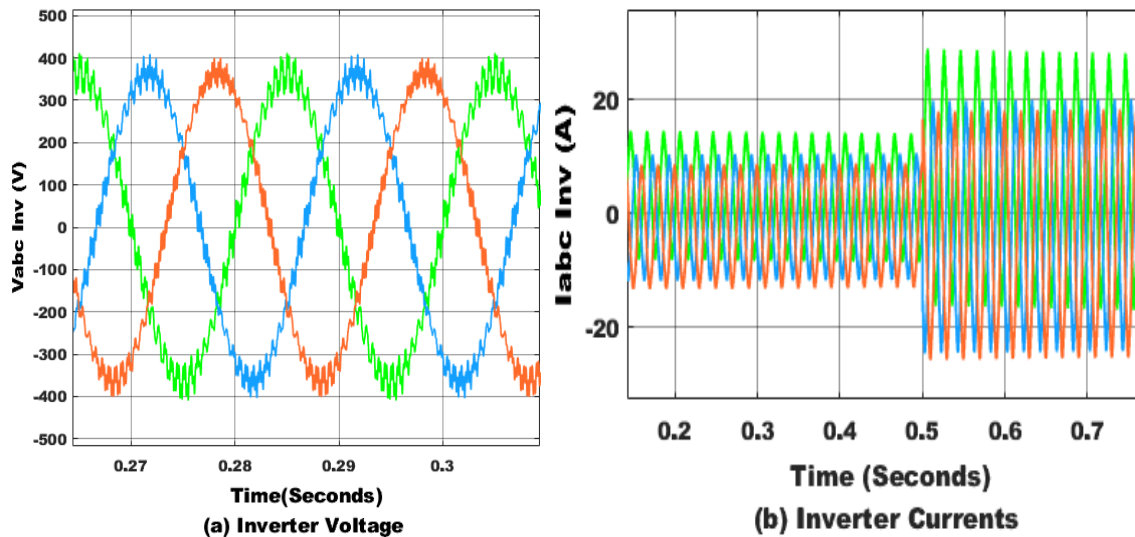 500
400
300
200
100
0
-100
-200
-300
-400
-500
Vabc Inv (V)
0.27 0.28 0.29 0.3
Time(Seconds)
(a) Inverter Voltage
20
0
-20
Iabc Inv (A)
0.2 0.3 0.4 0.5 0.6 0.7
Time (Seconds)
(b) Inverter Currents